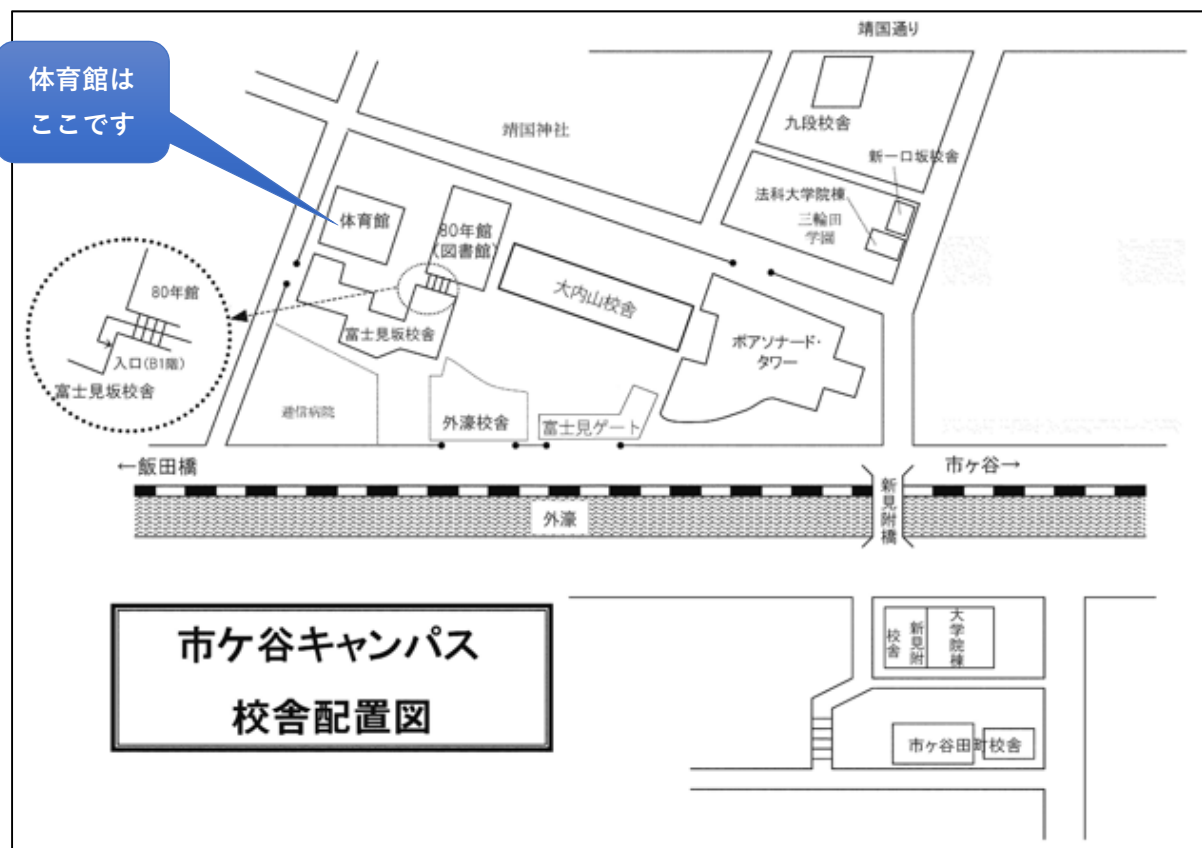 靖国通り
体育館は
ここです
九段校舎
靖国神社
新一口坂校舎
法科大学院棟
三輪田
学園
体育館
80年館
(図書館)
大内山校舎
80年館
入口(B1階)
富士見坂校舎
富士見坂校舎
ボアソナード・
タワー
逓信病院
外濠校舎
富士見ゲート
←飯田橋
市ヶ谷→
新見附橋
外濠
市ケ谷キャンパス
校舎配置図
新見附
校舎
大学院棟
市ヶ谷田町校舎